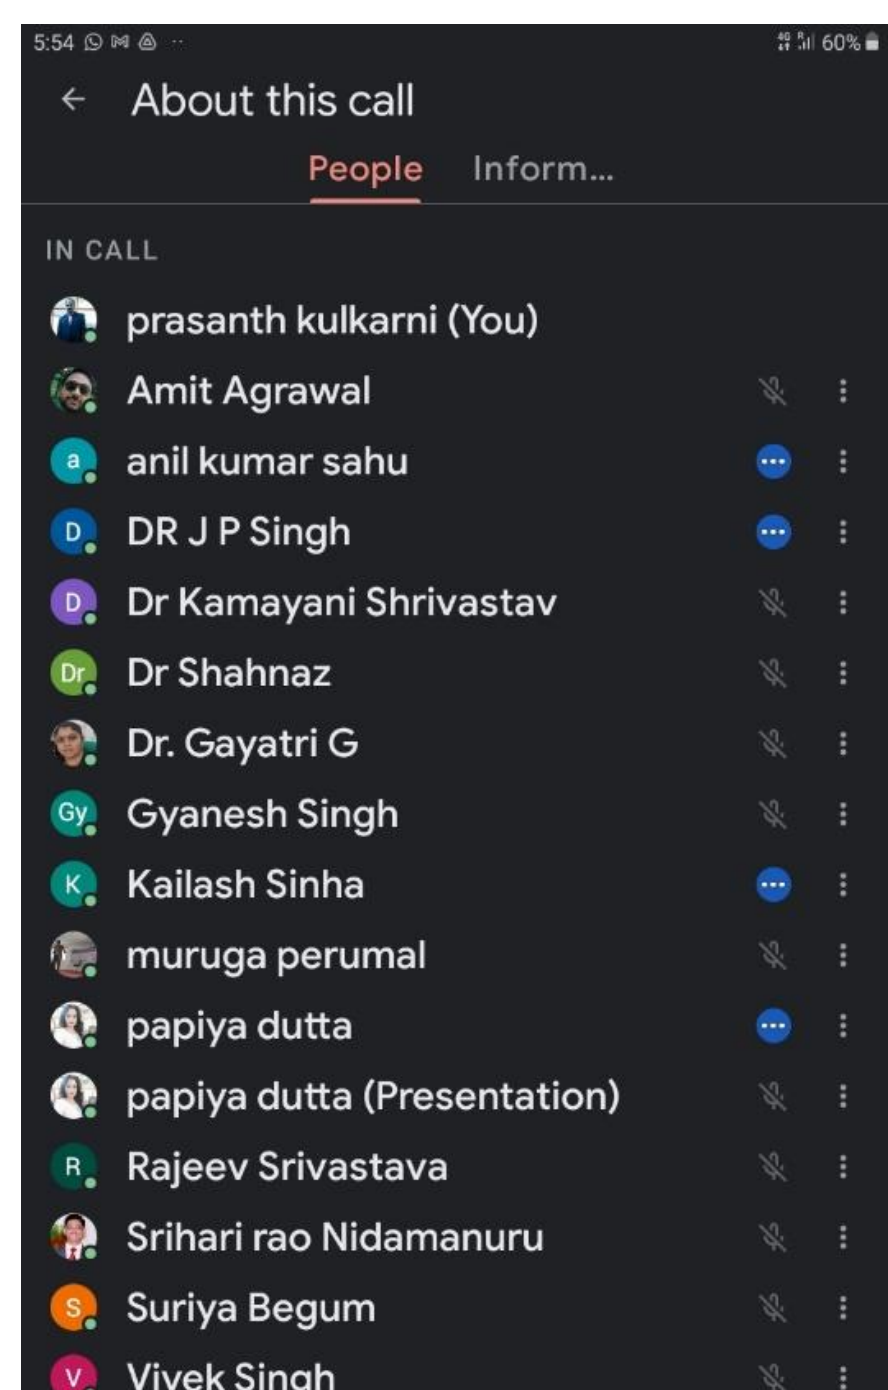 5:54 60%
About this call
People Inform...
IN CALL
prasanth kulkarni (You)
Amit Agrawal
a anil kumar sahu
D DR J P Singh
D Dr Kamayani Shrivastav
Dr Dr Shahnaz
Dr. Gayatri G
Gy Gyanesh Singh
K Kailash Sinha
muruga perumal
papiya dutta
papiya dutta (Presentation)
R Rajeev Srivastava
Srihari rao Nidamanuru
S Suriya Begum
V Vivek Singh